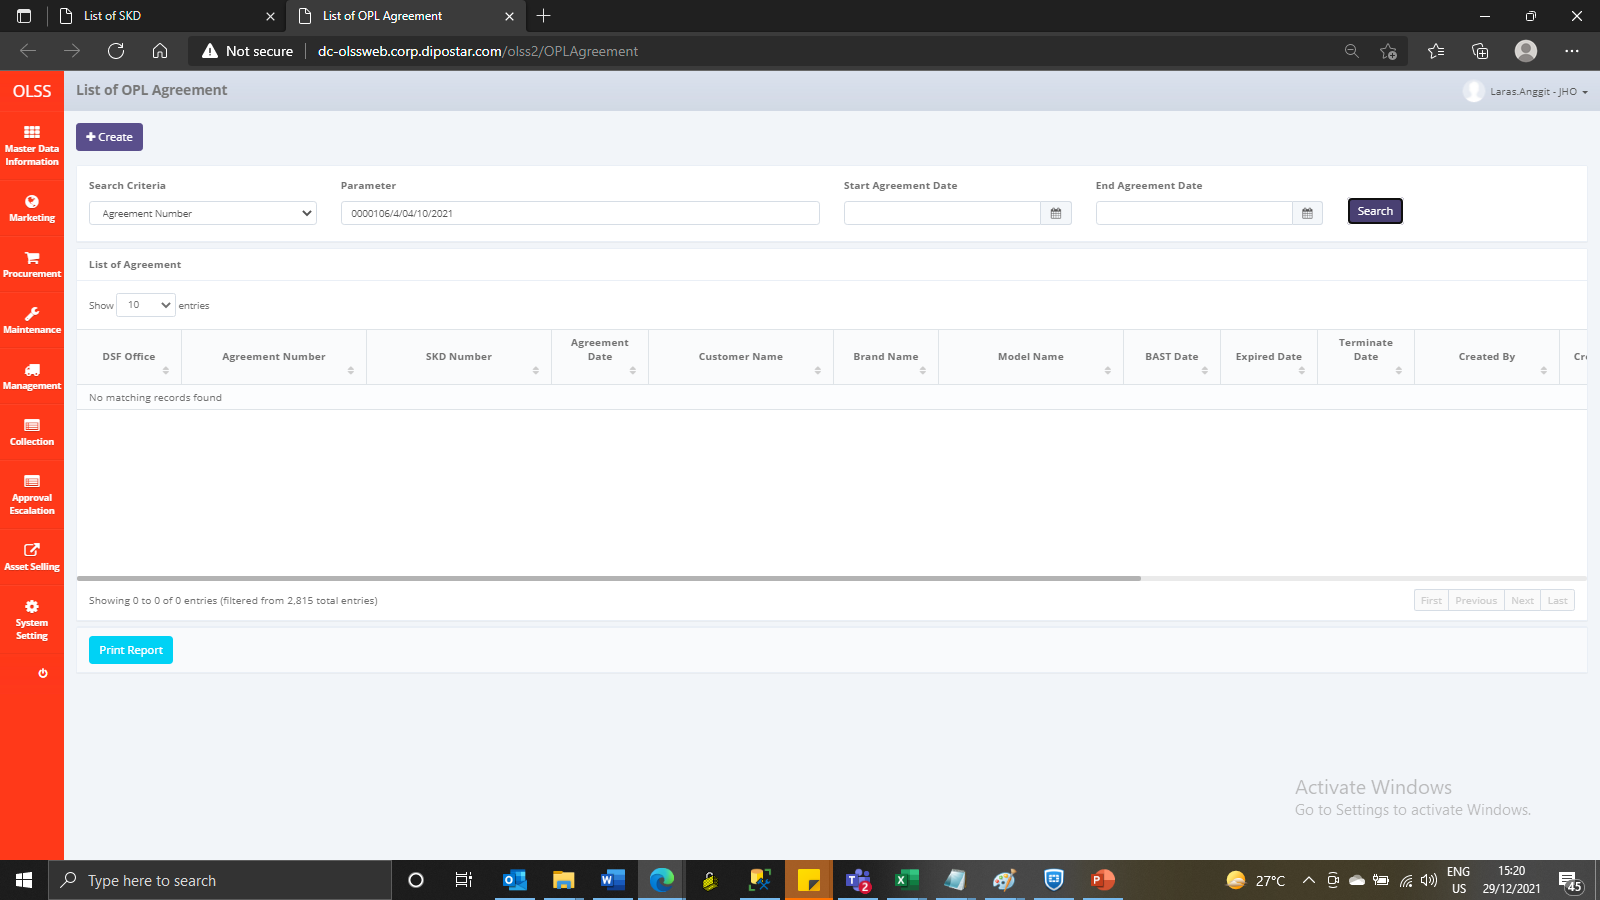 List of SKD
List of OPL Agreement
Not secure
dc-olssweb.corp.dipostar.com/olss2/OPLAgreement
OLSS
List of OPL Agreement
Laras.Anggit - JHO
Master Data
Information
Marketing
Procurement
Maintenance
Management
Collection
Approval
Escalation
Asset Selling
System
Setting
Create
Search Criteria
Parameter
Start Agreement Date
End Agreement Date
Agreement Number
0000106/4/04/10/2021
Search
List of Agreement
Show 10 entries
DSF Office
Agreement Number
SKD Number
Agreement
Date
Customer Name
Brand Name
Model Name
BAST Date
Expired Date
Terminate
Date
Created By
Cr
No matching records found
Showing 0 to 0 of 0 entries (filtered from 2,815 total entries)
First Previous Next Last
Print Report
Activate Windows
Go to Settings to activate Windows.
Type here to search
2
27°C
ENG
US
15:20
29/12/2021
45